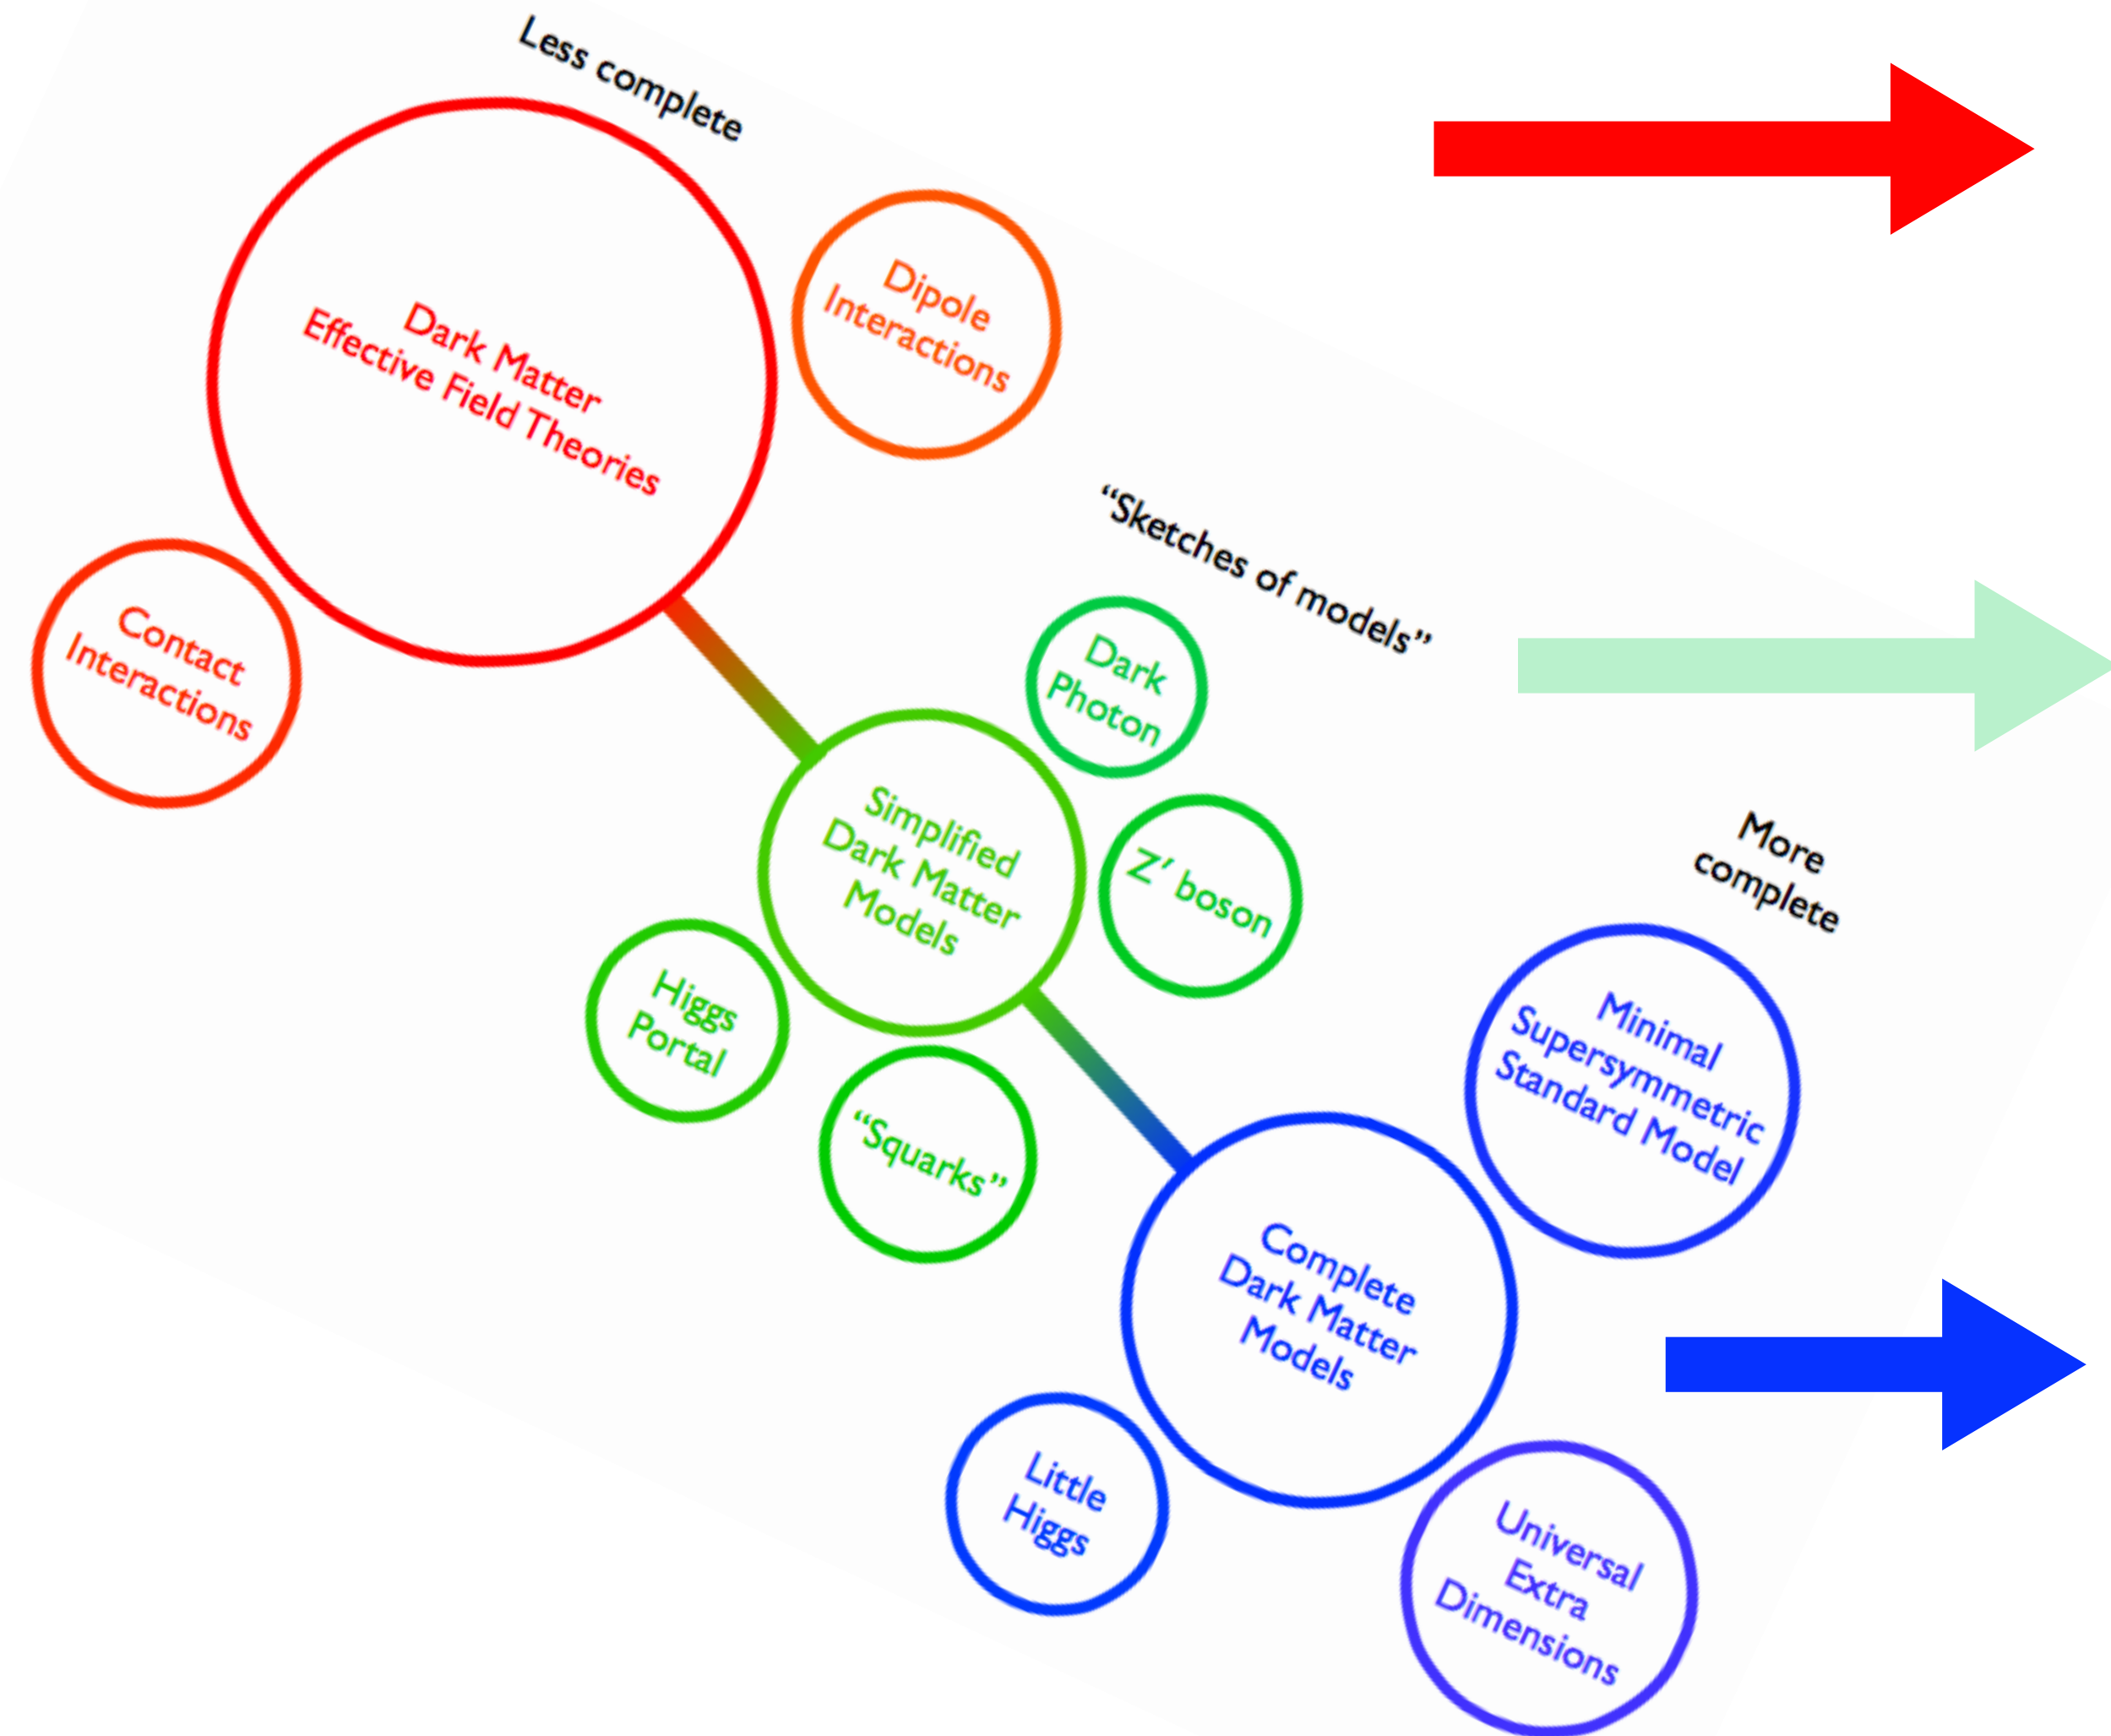 Less complete
Dark Matter
Effective Field Theories
Dipole
Interactions
Contact
Interactions
“Sketches of models”
Dark
Photon
Simplified
Dark Matter
Models
Z′ boson
Higgs
Portal
“Squarks”
More
complete
Minimal
Supersymmetric
Standard Model
Complete
Dark Matter
Models
Little
Higgs
Universal
Extra
Dimensions